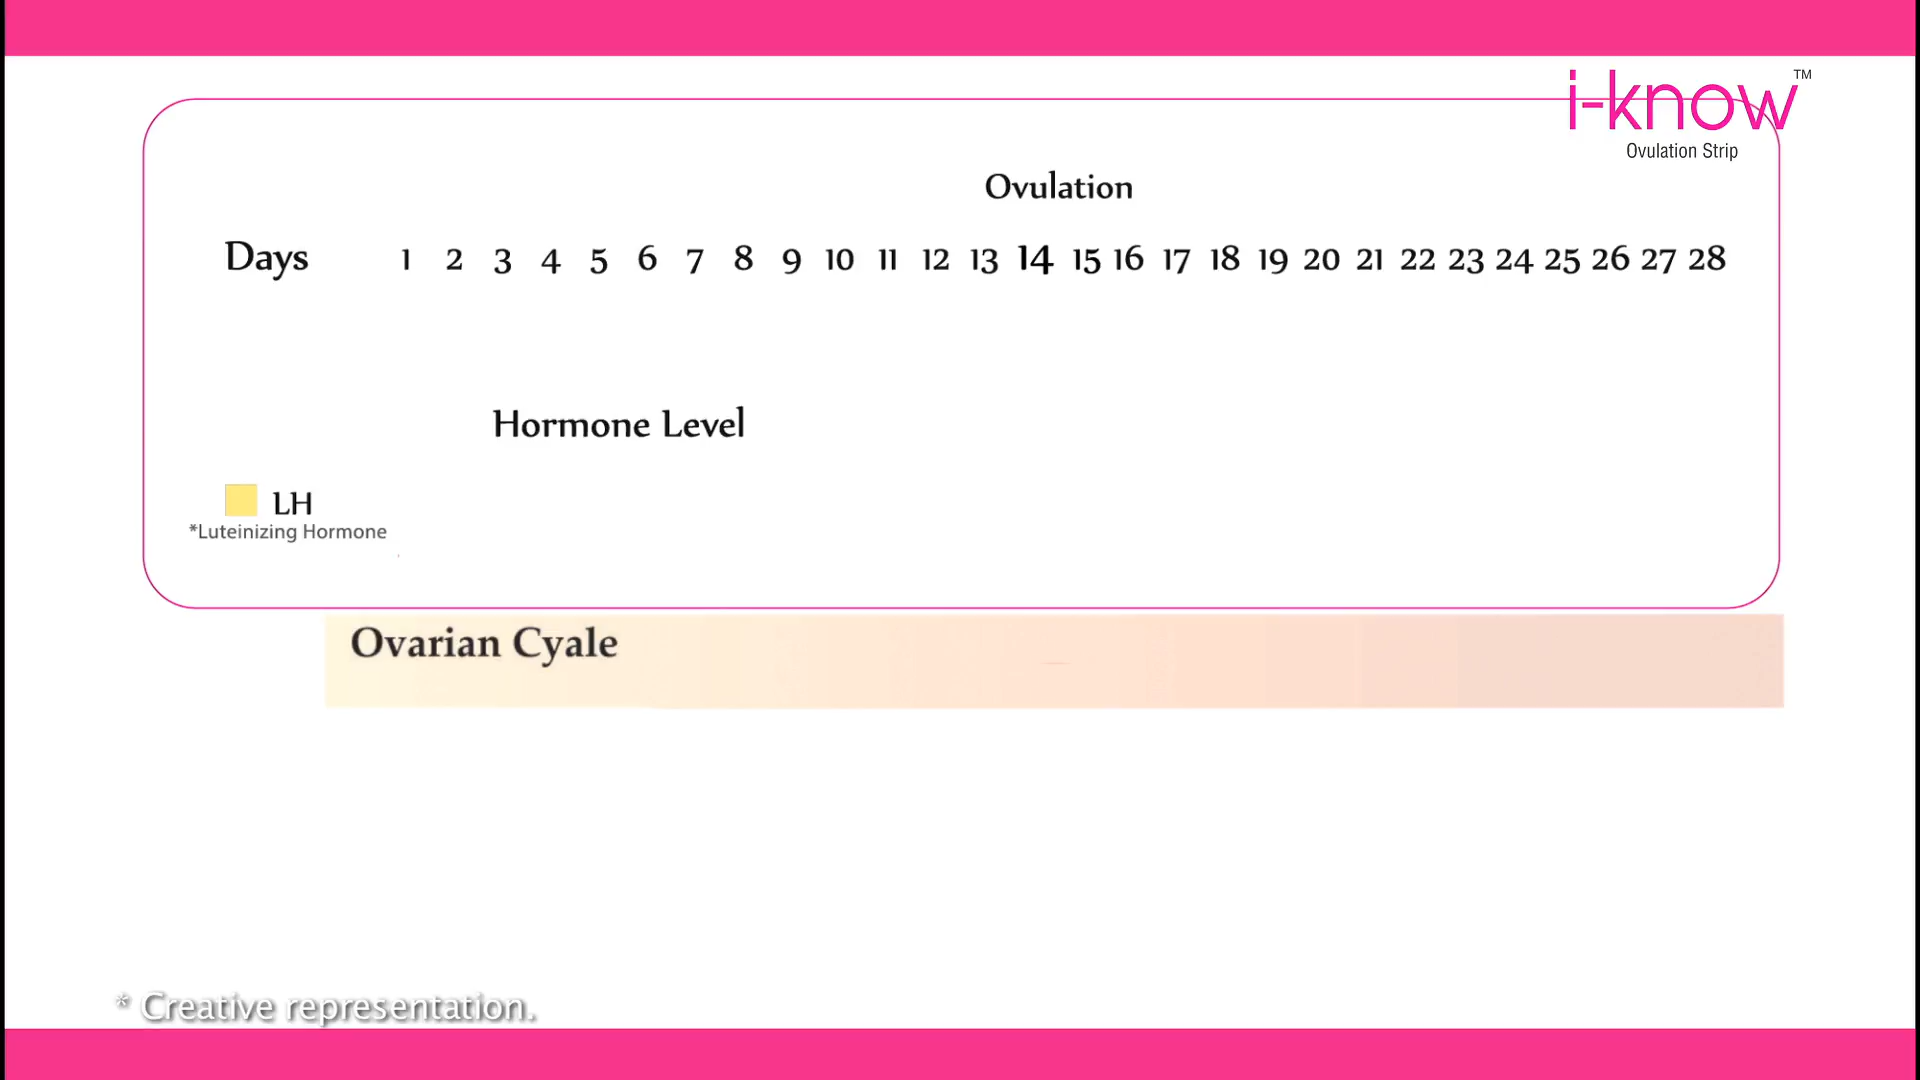 i-know™
Ovulation Strip
Ovulation
Days 1 2 3 4 5 6 7 8 9 10 11 12 13 14 15 16 17 18 19 20 21 22 23 24 25 26 27 28
Hormone Level
LH
*Luteinizing Hormone
Ovarian Cyale
* Creative representation.